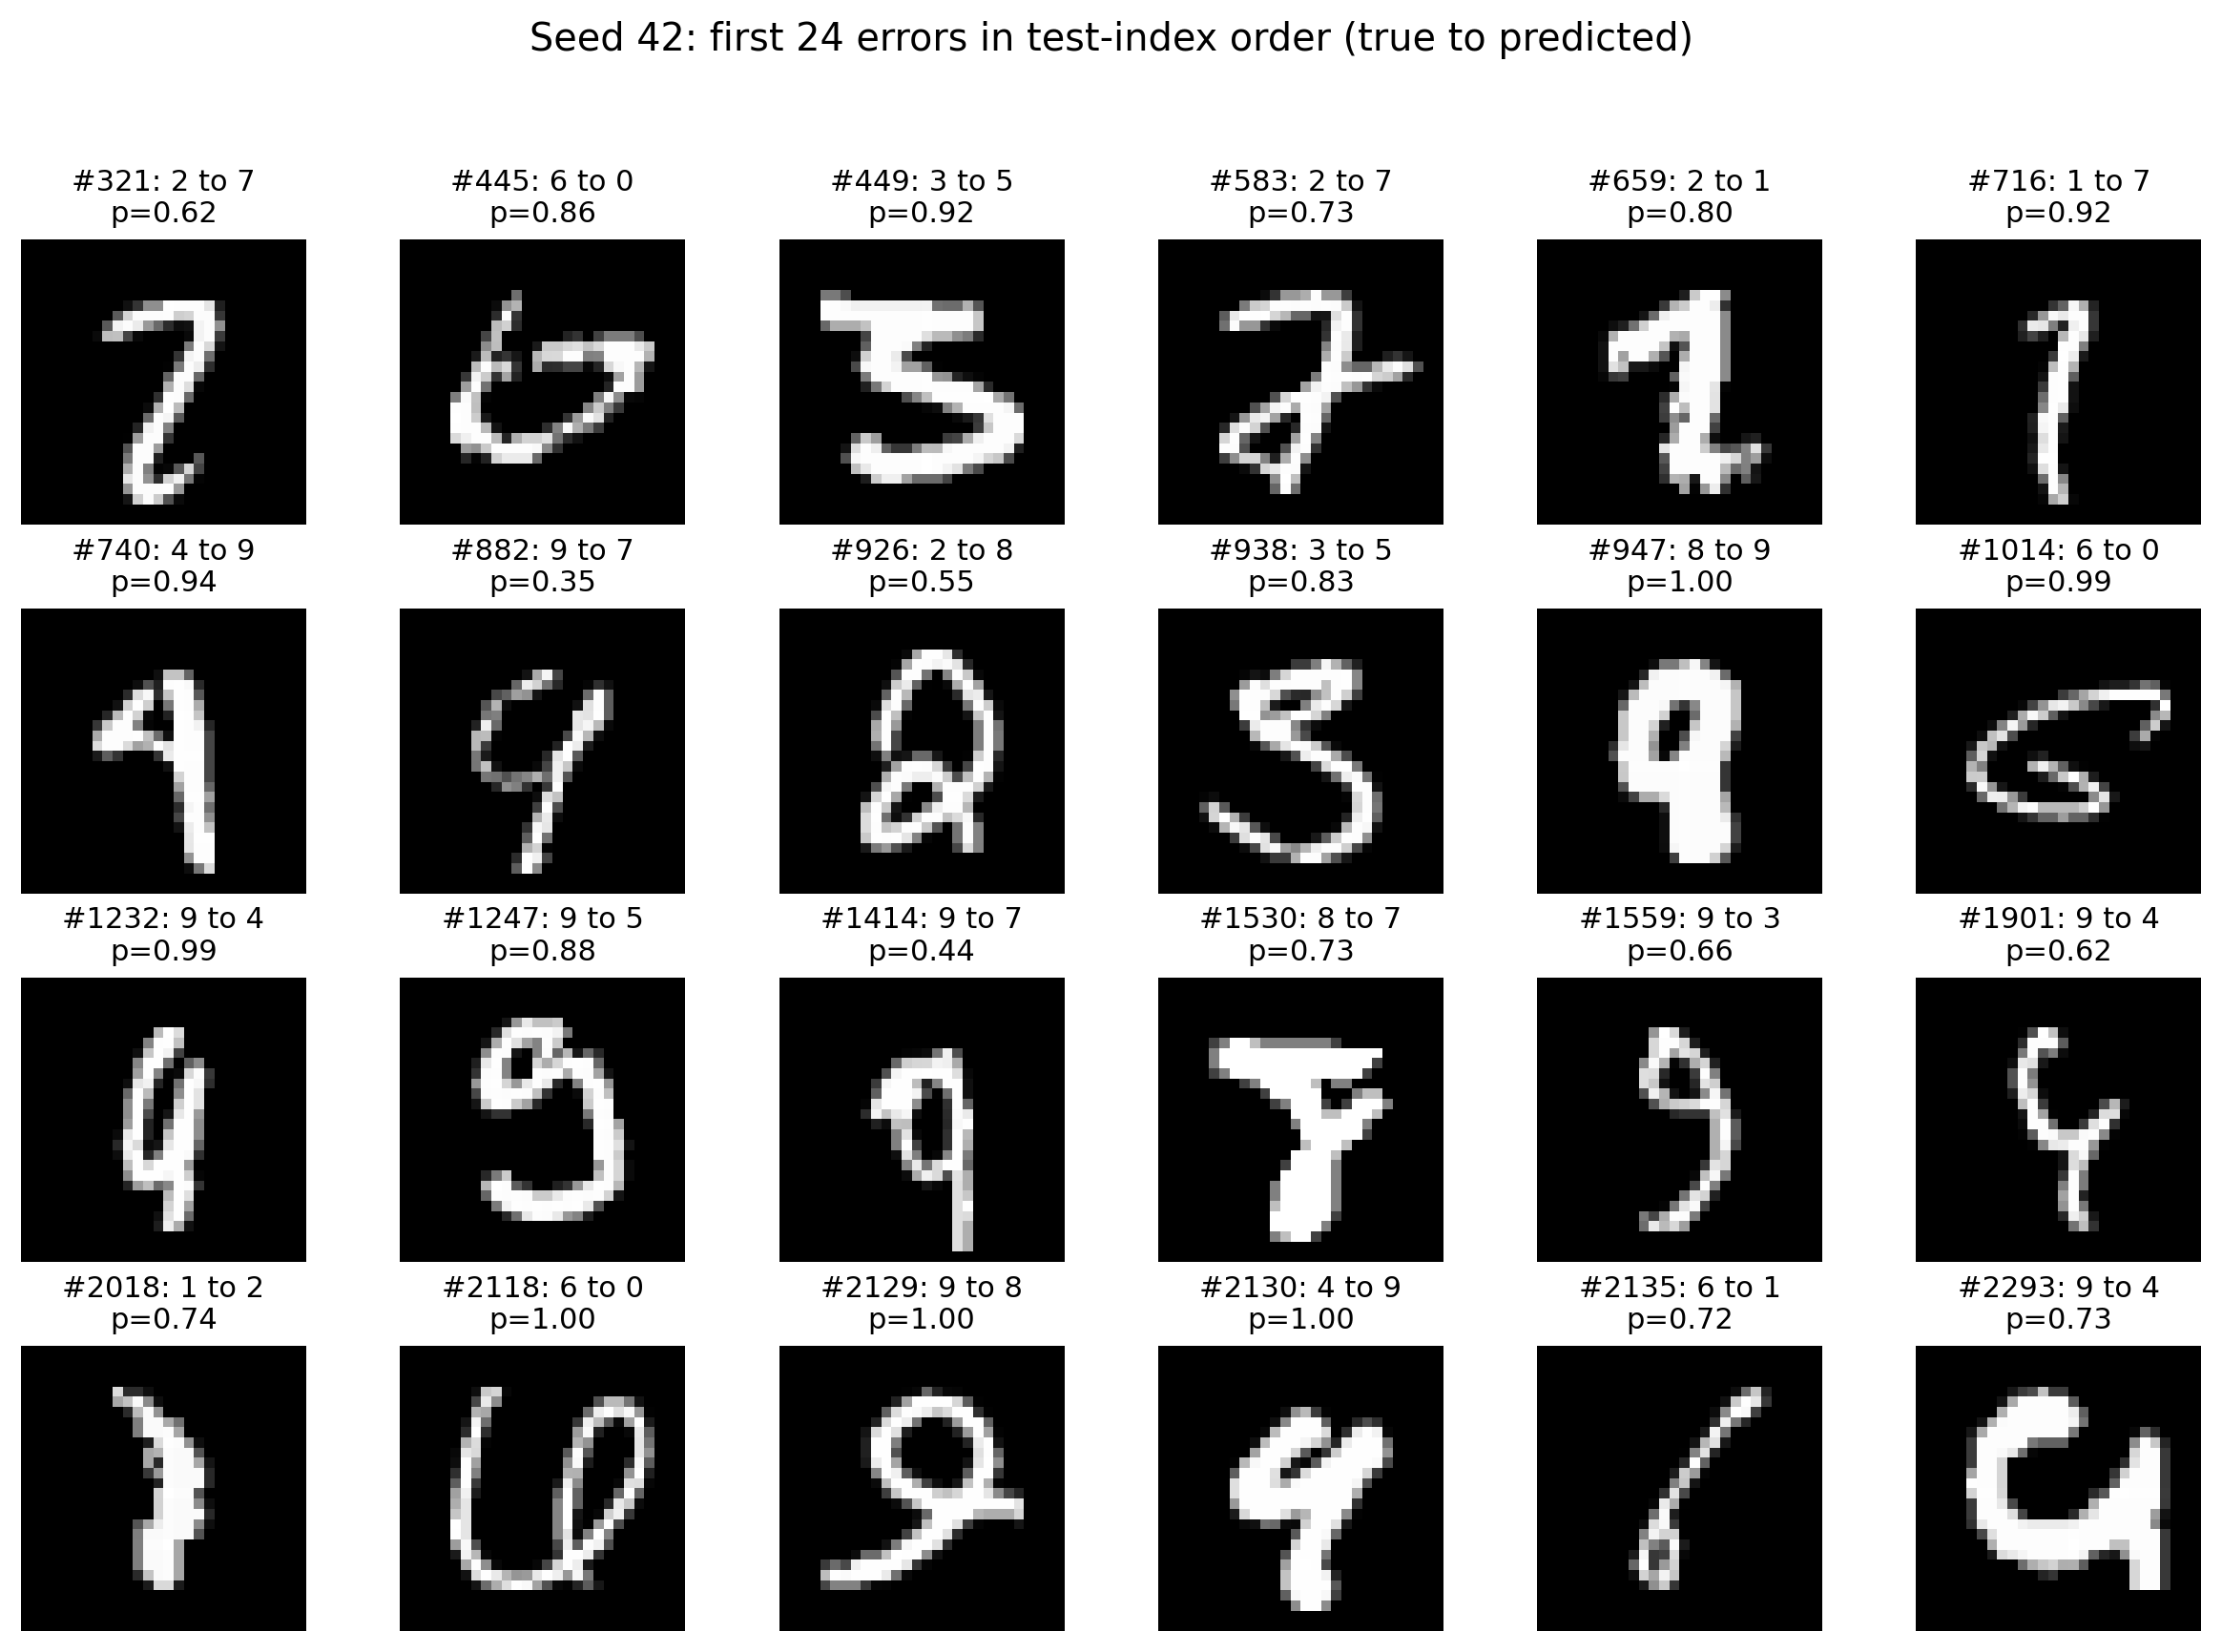 Seed 42: first 24 errors in test-index order (true to predicted)
#321: 2 to 7
p=0.62
#445: 6 to 0
p=0.86
#449: 3 to 5
p=0.92
#583: 2 to 7
p=0.73
#659: 2 to 1
p=0.80
#716: 1 to 7
p=0.92
#740: 4 to 9
p=0.94
#882: 9 to 7
p=0.35
#926: 2 to 8
p=0.55
#938: 3 to 5
p=0.83
#947: 8 to 9
p=1.00
#1014: 6 to 0
p=0.99
#1232: 9 to 4
p=0.99
#1247: 9 to 5
p=0.88
#1414: 9 to 7
p=0.44
#1530: 8 to 7
p=0.73
#1559: 9 to 3
p=0.66
#1901: 9 to 4
p=0.62
#2018: 1 to 2
p=0.74
#2118: 6 to 0
p=1.00
#2129: 9 to 8
p=1.00
#2130: 4 to 9
p=1.00
#2135: 6 to 1
p=0.72
#2293: 9 to 4
p=0.73